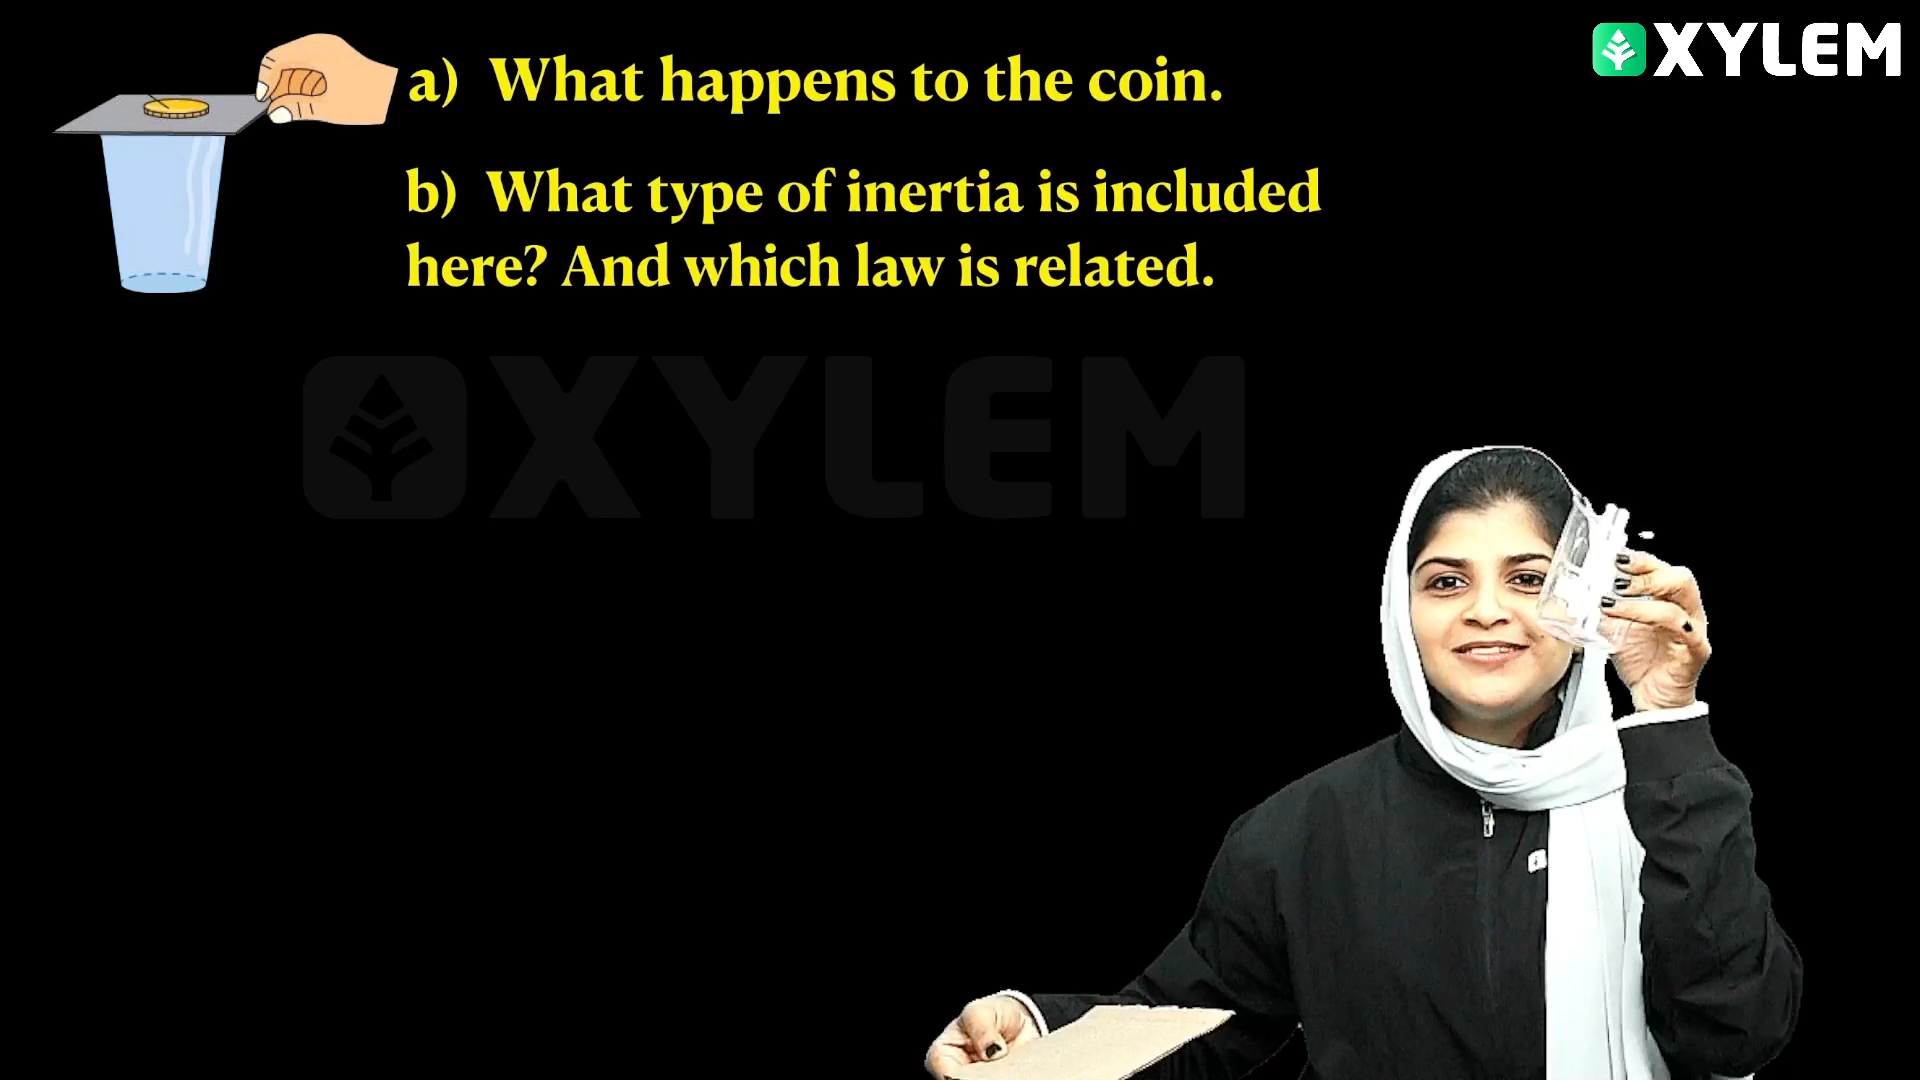 XYLEM
a) What happens to the coin.
b) What type of inertia is included
here? And which law is related.
XYLEM